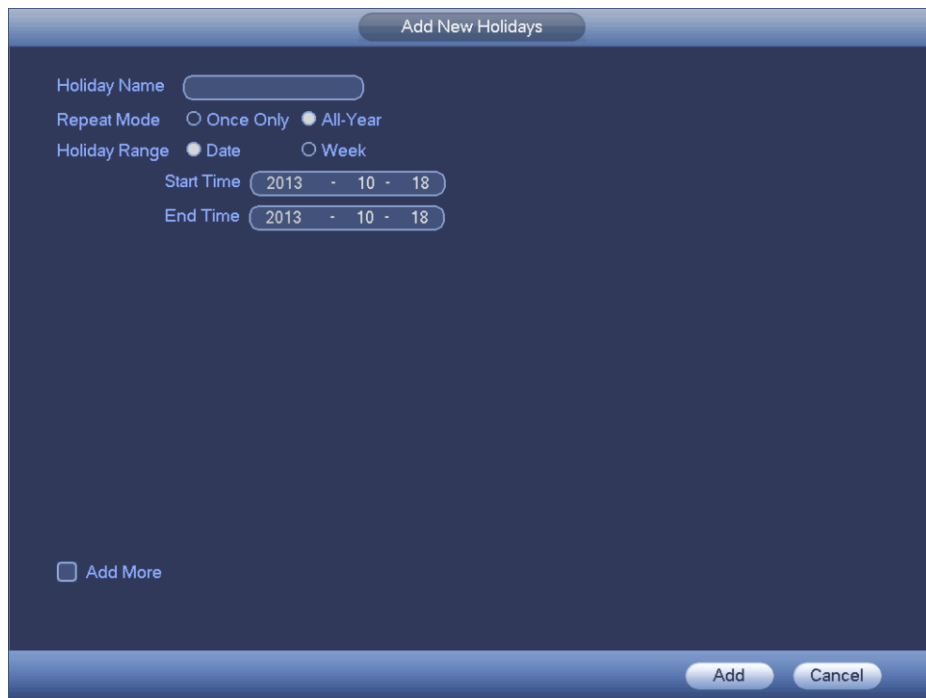 Add New Holidays
Holiday Name
Repeat Mode Once Only All-Year
Holiday Range Date Week
Start Time 2013 - 10 - 18
End Time 2013 - 10 - 18
Add More
Add Cancel